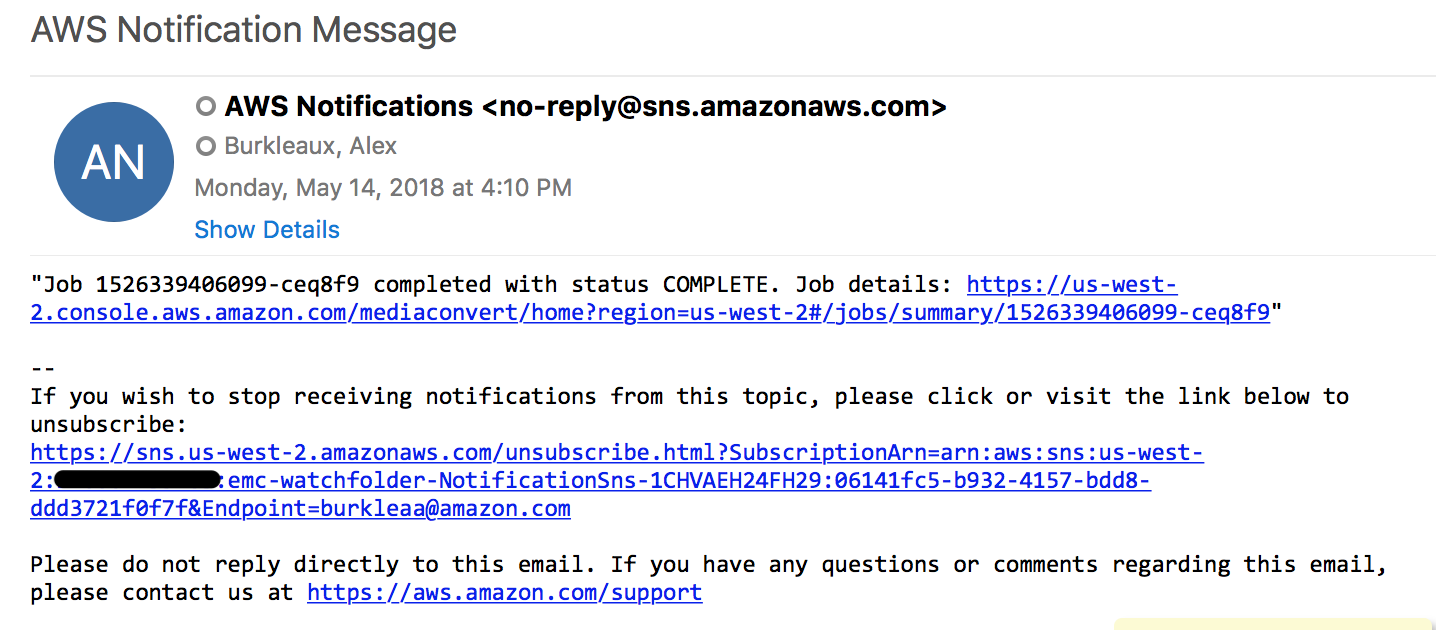 AWS Notification Message
AWS Notifications <no-reply@sns.amazonaws.com>
AN
Burkleaux, Alex
Monday, May 14, 2018 at 4:10 PM
Show Details
"Job 1526339406099-ceq8f9 completed with status COMPLETE. Job details: https://us-west-
2.console.aws.amazon.com/mediaconvert/home?region=us-west-2#/jobs/summary/1526339406099-ceq8f9"
--
If you wish to stop receiving notifications from this topic, please click or visit the link below to
unsubscribe:
https://sns.us-west-2.amazonaws.com/unsubscribe.html?SubscriptionArn=arn:aws:sns:us-west-
2: :emc-watchfolder-NotificationSns-1CHVAEH24FH29:06141fc5-b932-4157-bdd8-
ddd3721f0f7f&Endpoint=burkleaa@amazon.com
Please do not reply directly to this email. If you have any questions or comments regarding this email,
please contact us at https://aws.amazon.com/support